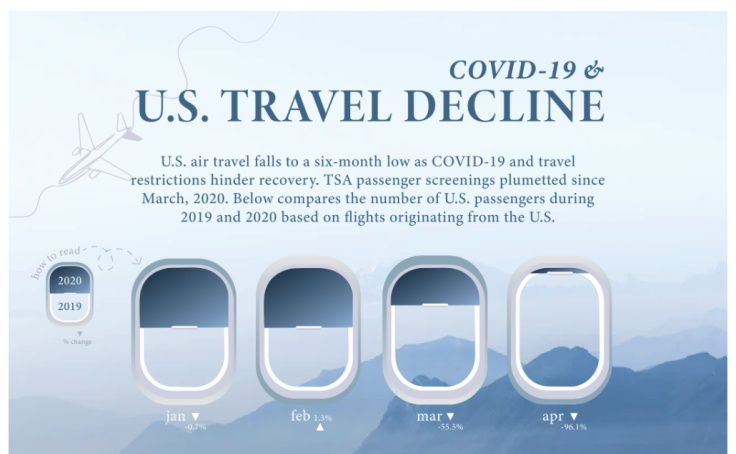 COVID-19 &
U.S. TRAVEL DECLINE
U.S. air travel falls to a six-month low as COVID-19 and travel
restrictions hinder recovery. TSA passenger screenings plumetted since
March, 2020. Below compares the number of U.S. passengers during
2019 and 2020 based on flights originating from the U.S.
how to read
2020
2019
▼
% change
jan ▼
-0.7%
feb 1.3%
▲
mar ▼
-55.5%
apr ▼
-96.1%